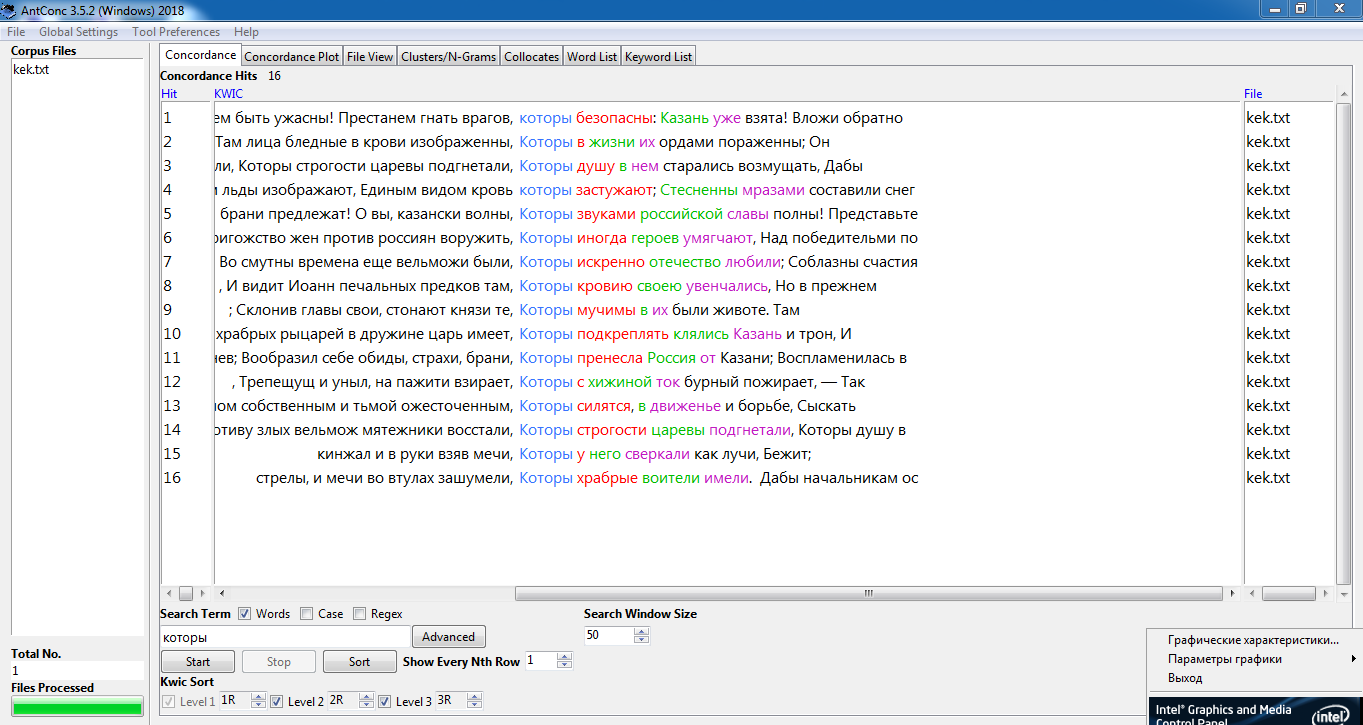 AntConc 3.5.2 (Windows) 2018
File Global Settings Tool Preferences Help
Corpus Files
kek.txt
Concordance Concordance Plot File View Clusters/N-Grams Collocates Word List Keyword List
Concordance Hits 16
Hit KWIC File
1 ем быть ужасны! Престанем гнать врагов, которы безопасны: Казань уже взята! Вложи обратно kek.txt
2 Там лица бледные в крови изображенны, Которы в жизни их ордами пораженны; Он kek.txt
3 ли, Которы строгости царевы подгнетали, Которы душу в нем старались возмущать, Дабы kek.txt
4 льды изображают, Единым видом кровь которы застужают; Стесненны мразами составили снег kek.txt
5 брани предлежат! О вы, казански волны, Которы звуками российской славы полны! Представьте kek.txt
6 ригожство жен против россиян воружить, Которы иногда героев умягчают, Над победительми по kek.txt
7 Во смутны времена еще вельможи были, Которы искренно отечество любили; Соблазны счастия kek.txt
8 , И видит Иоанн печальных предков там, Которы кровию своею увенчались, Но в прежнем kek.txt
9 ; Склонив главы свои, стонают князи те, Которы мучимы в их были животе. Там kek.txt
10 храбрых рыцарей в дружине царь имеет, Которы подкреплять клялись Казань и трон, И kek.txt
11 нев; Вообразил себе обиды, страхи, брани, Которы пренесла Россия от Казани; Воспламенилась в kek.txt
12 , Трепещущ и уныл, на пажити взирает, Которы с хижиной ток бурный пожирает, — Так kek.txt
13 ом собственным и тьмой ожесточенным, Которы силятся, в движенье и борьбе, Сыскать kek.txt
14 отиву злых вельмож мятежники восстали, Которы строгости царевы подгнетали, Которы душу в kek.txt
15 кинжал и в руки взяв мечи, Которы у него сверкали как лучи, Бежит; kek.txt
16 стрелы, и мечи во втулах зашумели, Которы храбрые воители имели. Дабы начальникам ос kek.txt
Search Term Words Case Regex Search Window Size
которы Advanced 50
Start Stop Sort Show Every Nth Row 1
Kwic Sort
Level 1 1R Level 2 2R Level 3 3R
Total No.
1
Files Processed
Графические характеристики...
Параметры графики
Выход
Intel® Graphics and Media
Control Panel
intel